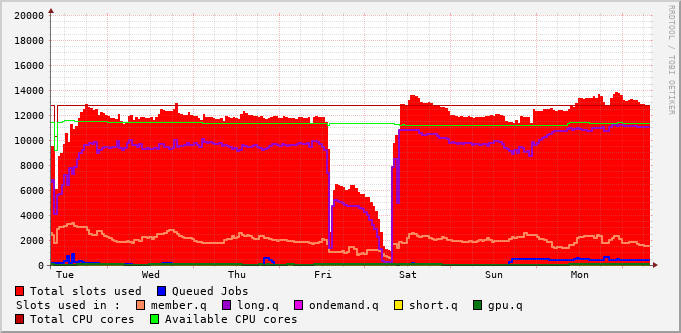 20000
18000
16000
14000
12000
10000
8000
6000
4000
2000
0
Tue Wed Thu Fri Sat Sun Mon
Total slots used Queued Jobs
Slots used in : member.q long.q ondemand.q short.q gpu.q
Total CPU cores Available CPU cores
RRDTOOL / TOBI OETIKER